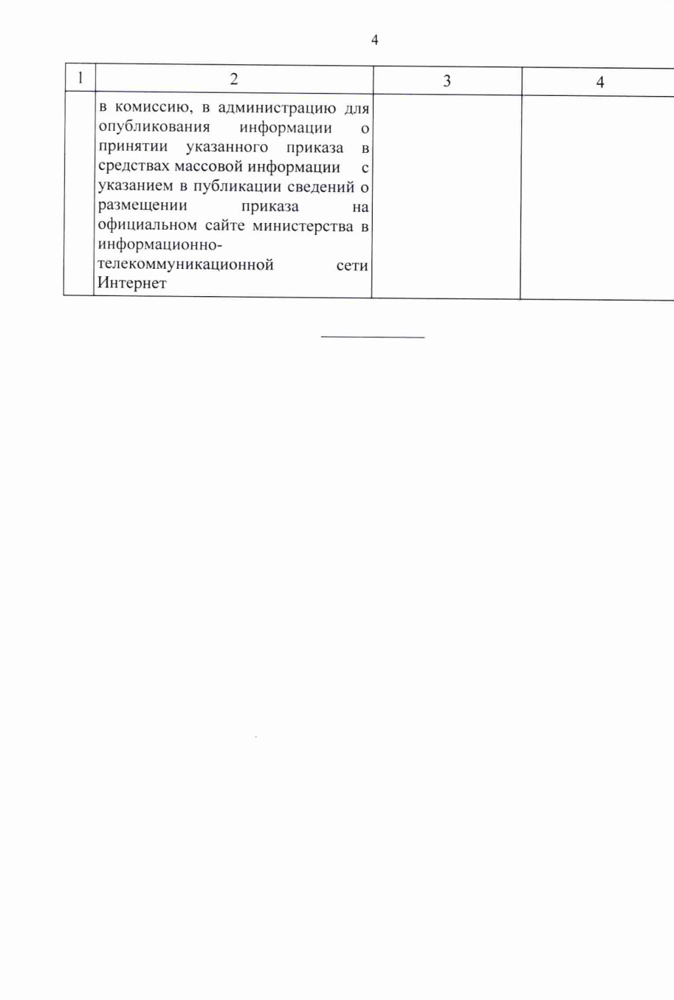 4
1 2 3 4
в комиссию, в администрацию для
опубликования информации о
принятии указанного приказа в
средствах массовой информации с
указанием в публикации сведений о
размещении приказа на
официальном сайте министерства в
информационно-
телекоммуникационной сети
Интернет